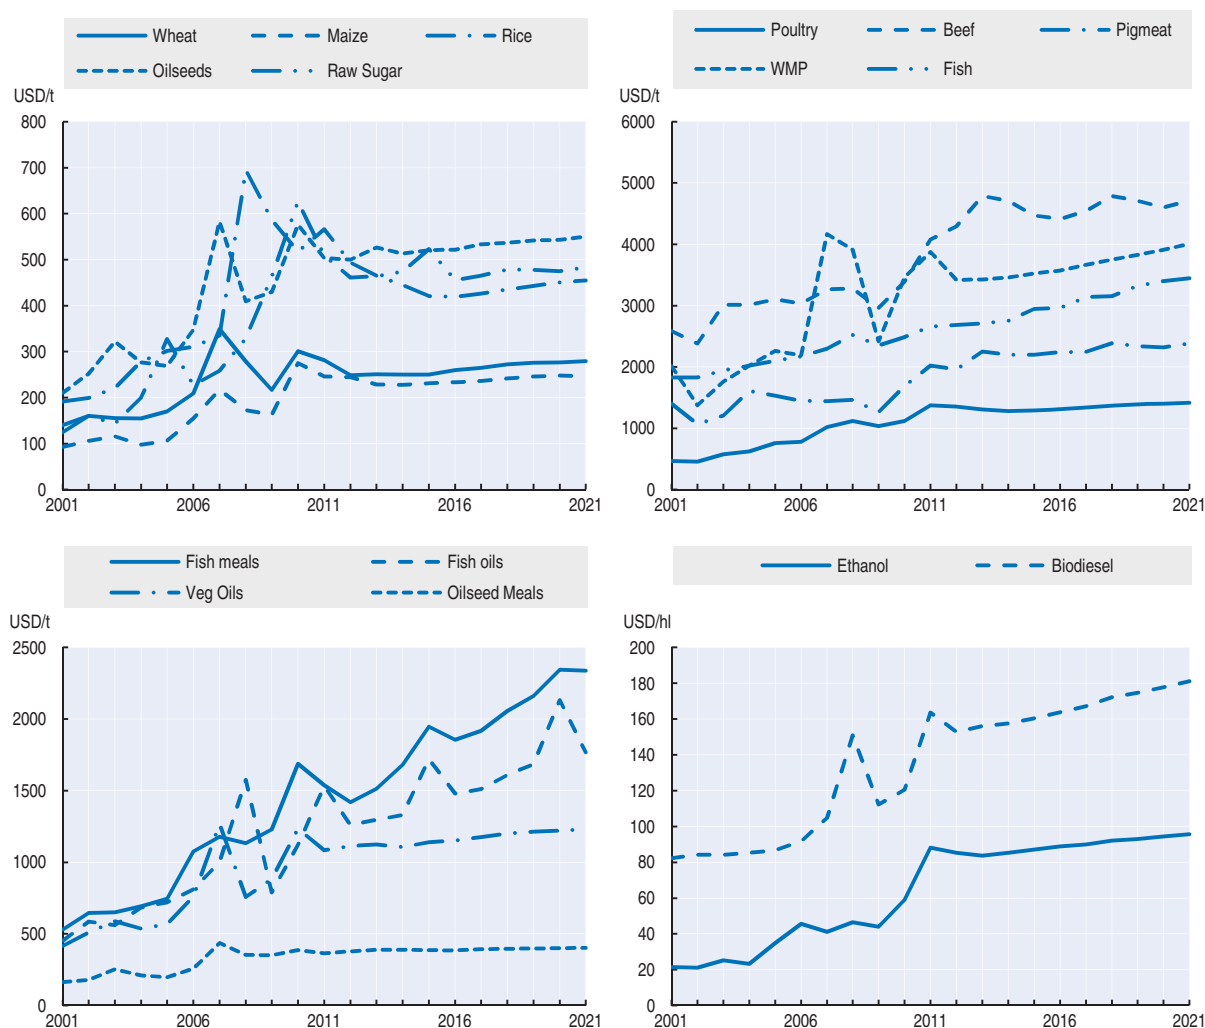 Wheat Maize Rice
Oilseeds Raw Sugar
USD/t
800
700
600
500
400
300
200
100
0
2001 2006 2011 2016 2021
Poultry Beef Pigmeat
WMP Fish
USD/t
6000
5000
4000
3000
2000
1000
0
2001 2006 2011 2016 2021
Fish meals Fish oils
Veg Oils Oilseed Meals
USD/t
2500
2000
1500
1000
500
0
2001 2006 2011 2016 2021
Ethanol Biodiesel
USD/hl
200
180
160
140
120
100
80
60
40
20
0
2001 2006 2011 2016 2021